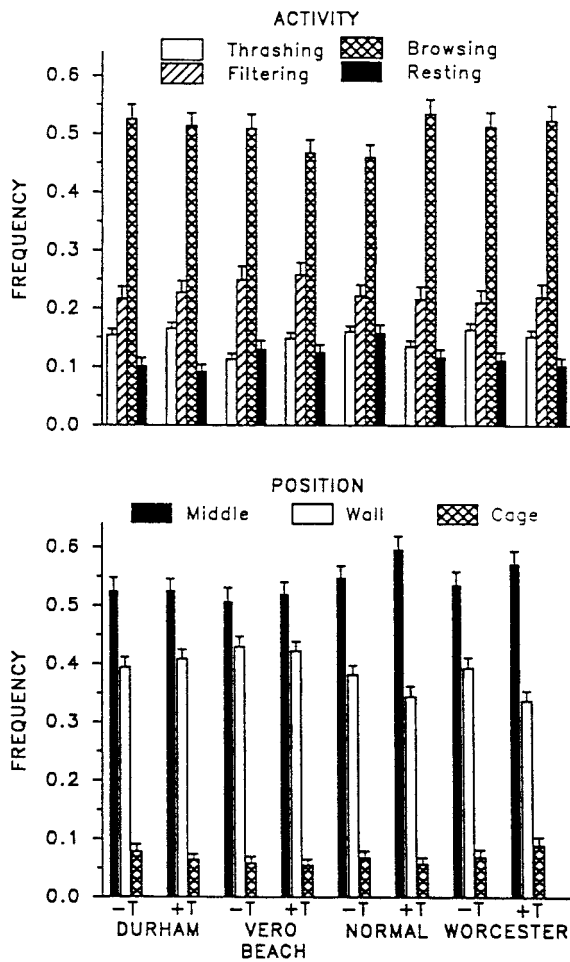 ACTIVITY
Thrashing Browsing
Filtering Resting
0.6
0.5
0.4
0.3
0.2
0.1
0.0
FREQUENCY
POSITION
Middle Wall Cage
0.6
0.5
0.4
0.3
0.2
0.1
0.0
FREQUENCY
–T +T –T +T –T +T –T +T
DURHAM VERO BEACH NORMAL WORCESTER